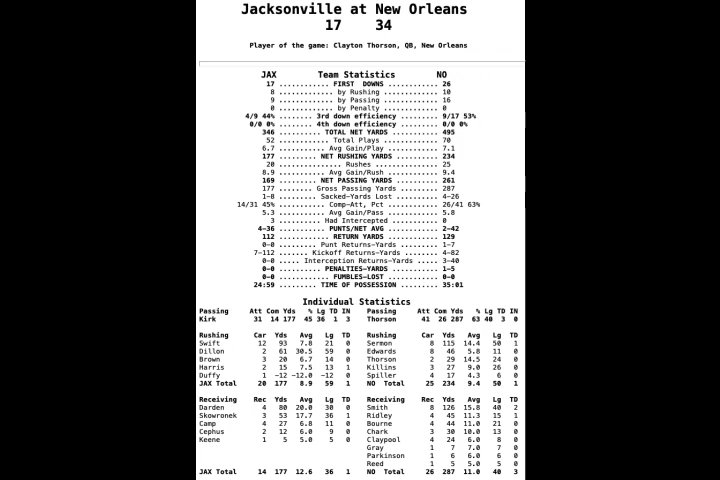 Jacksonville at New Orleans
17 34
Player of the game: Clayton Thorson, QB, New Orleans
JAX Team Statistics NO
17 ............ FIRST DOWNS ............ 26
8 ............ by Rushing ............ 10
9 ............ by Passing ............ 16
0 ............ by Penalty ............ 0
4/9 44% ....... 3rd down efficiency ....... 9/17 53%
0/0 0% ....... 4th down efficiency ....... 0/0 0%
346 .......... TOTAL NET YARDS .......... 495
52 ............ Total Plays ............ 70
6.7 ........... Avg Gain/Play ........... 7.1
177 ......... NET RUSHING YARDS ......... 234
20 .............. Rushes .............. 25
8.9 ........... Avg Gain/Rush ........... 9.4
169 ......... NET PASSING YARDS ......... 261
177 ........ Gross Passing Yards ........ 287
1-8 ......... Sacked-Yards Lost ......... 4-26
14/31 45% .......... Comp-Att, Pct .......... 26/41 63%
5.3 ........... Avg Gain/Pass ........... 5.8
3 .......... Had Intercepted .......... 0
4-36 .......... PUNTS/NET AVG .......... 2-42
112 ........... RETURN YARDS ........... 129
0-0 ........ Punt Returns-Yards ........ 1-7
7-112 ....... Kickoff Returns-Yards ....... 4-82
0-0 ..... Interception Returns-Yards .... 3-40
0-0 ......... PENALTIES-YARDS ......... 1-5
0-0 .......... FUMBLES-LOST .......... 0-0
24:59 ........ TIME OF POSSESSION ........ 35:01
Individual Statistics
Passing Att Com Yds % Lg TD IN Passing Att Com Yds % Lg TD IN
Kirk 31 14 177 45 36 1 3 Thorson 41 26 287 63 40 3 0
Rushing Car Yds Avg Lg TD Rushing Car Yds Avg Lg TD
Swift 12 93 7.8 21 0 Sermon 8 115 14.4 50 1
Dillon 2 61 30.5 59 1 Edwards 8 46 5.8 11 0
Brown 3 20 6.7 14 0 Thorson 2 29 14.5 24 0
Harris 2 15 7.5 13 1 Killins 3 27 9.0 26 0
Duffy 1 -12 -12.0 -12 0 Spiller 4 17 4.3 6 0
JAX Total 20 177 8.9 59 1 NO Total 25 234 9.4 50 1
Receiving Rec Yds Avg Lg TD Receiving Rec Yds Avg Lg TD
Darden 4 80 20.0 30 0 Smith 8 126 15.8 40 2
Skowronek 3 53 17.7 36 1 Ridley 4 45 11.3 15 1
Camp 4 27 6.8 11 0 Bourne 4 44 11.0 21 0
Cephus 2 12 6.0 9 0 Chark 3 30 10.0 13 0
Keene 1 5 5.0 5 0 Claypool 4 24 6.0 8 0
Gray 1 7 7.0 7 0
Parkinson 1 6 6.0 6 0
Reed 1 5 5.0 5 0
JAX Total 14 177 12.6 36 1 NO Total 26 287 11.0 40 3